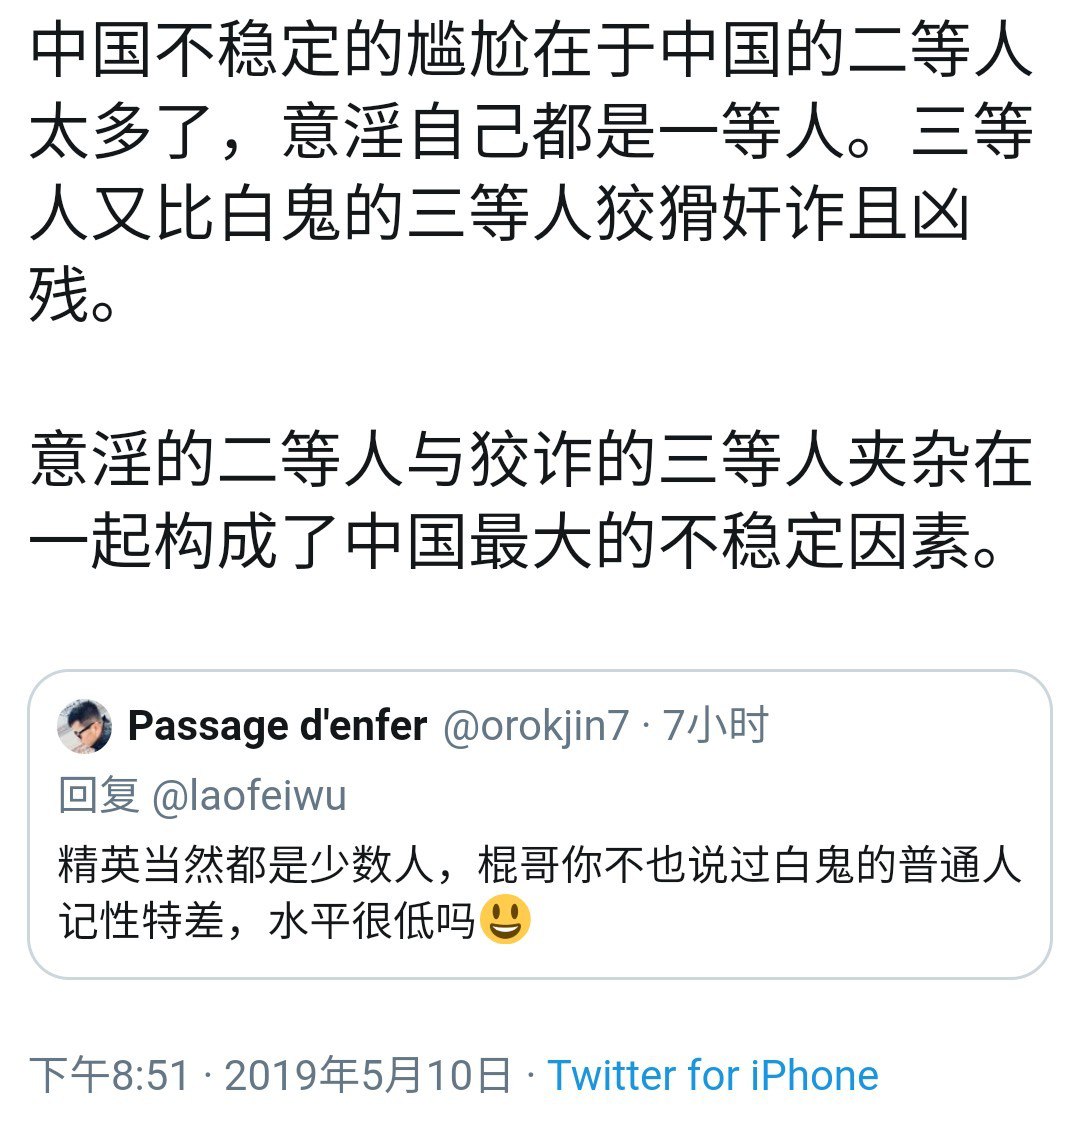 中国不稳定的尴尬在于中国的二等人
太多了，意淫自己都是一等人。三等
人又比白鬼的三等人狡猾奸诈且凶
残。
意淫的二等人与狡诈的三等人夹杂在
一起构成了中国最大的不稳定因素。
Passage d'enfer @orokjin7 · 7小时
回复 @laofeiwu
精英当然都是少数人，棍哥你不也说过白鬼的普通人
记性特差，水平很低吗😃
下午8:51 · 2019年5月10日 · Twitter for iPhone